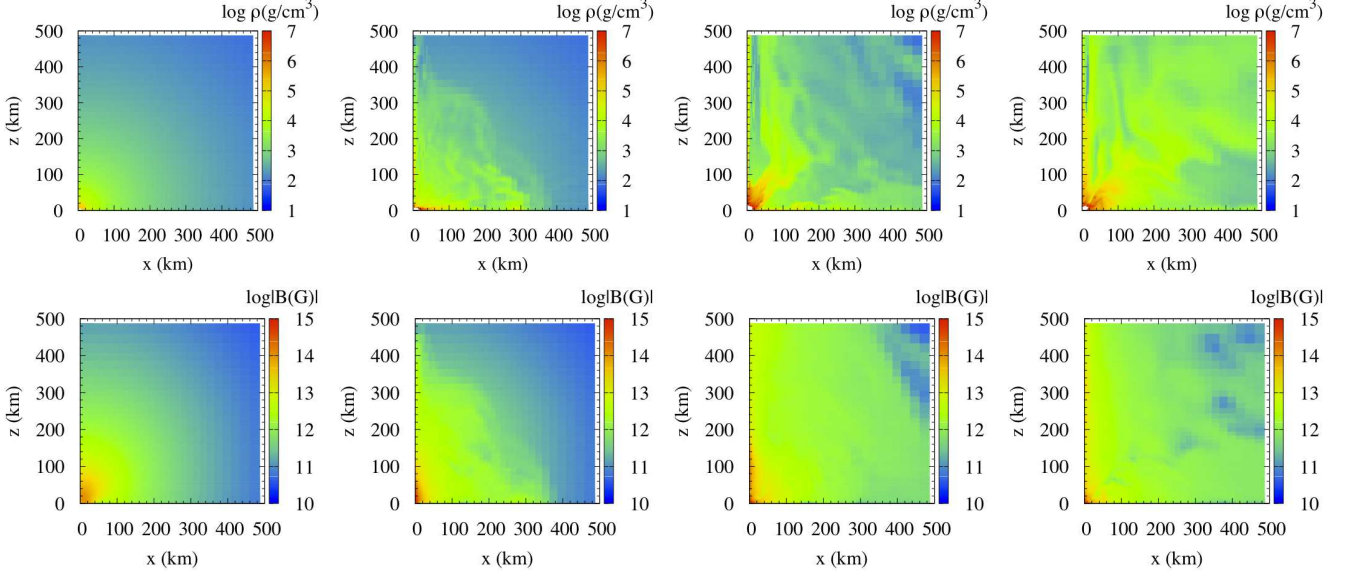 log ρ(g/cm³) log ρ(g/cm³) log ρ(g/cm³) log ρ(g/cm³)
500 7 500 7 500 7 500 7
400 6 400 6 400 6 400 6
300 5 300 5 300 5 300 5
z (km) 4 z (km) 4 z (km) 4 z (km) 4
200 3 200 3 200 3 200 3
100 2 100 2 100 2 100 2
0 1 0 1 0 1 0 1
0 100 200 300 400 500 0 100 200 300 400 500 0 100 200 300 400 500 0 100 200 300 400 500
x (km) x (km) x (km) x (km)
log|B(G)| log|B(G)| log|B(G)| log|B(G)|
500 15 500 15 500 15 500 15
400 14 400 14 400 14 400 14
300 13 300 13 300 13 300 13
z (km) z (km) z (km) z (km)
200 12 200 12 200 12 200 12
100 11 100 11 100 11 100 11
0 10 0 10 0 10 0 10
0 100 200 300 400 500 0 100 200 300 400 500 0 100 200 300 400 500 0 100 200 300 400 500
x (km) x (km) x (km) x (km)